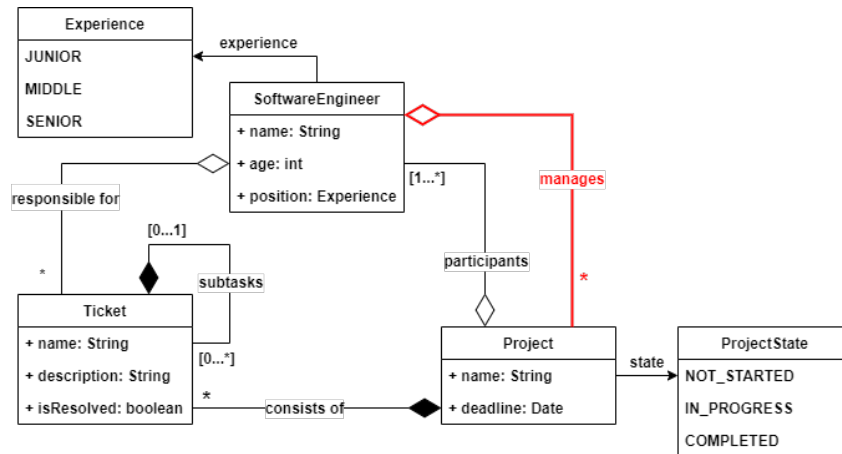 Experience
JUNIOR
MIDDLE
SENIOR
experience
SoftwareEngineer
+ name: String
+ age: int
+ position: Experience
responsible for
*
[1...*]
manages
*
participants
[0...1]
subtasks
[0...*]
Ticket
+ name: String
+ description: String
+ isResolved: boolean
*
consists of
Project
+ name: String
+ deadline: Date
state
ProjectState
NOT_STARTED
IN_PROGRESS
COMPLETED